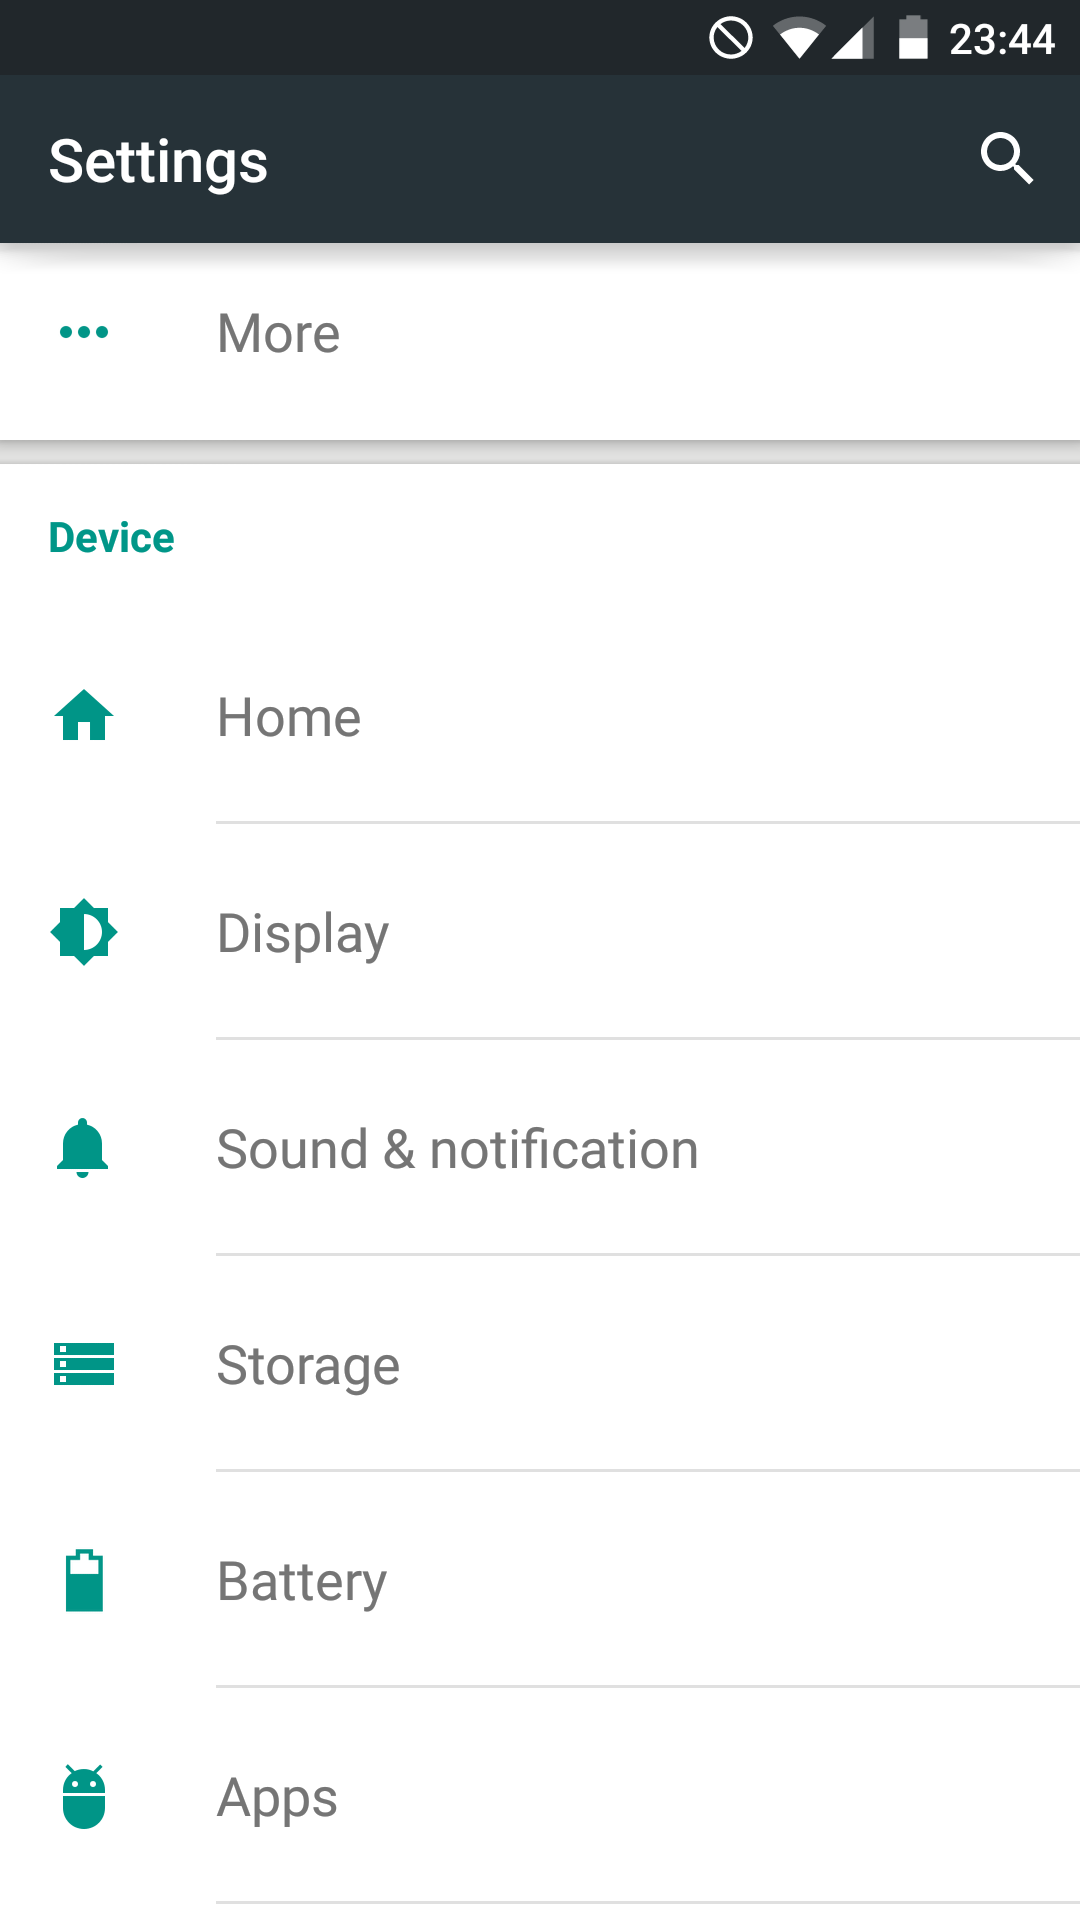 23:44
Settings
More
Device
Home
Display
Sound & notification
Storage
Battery
Apps